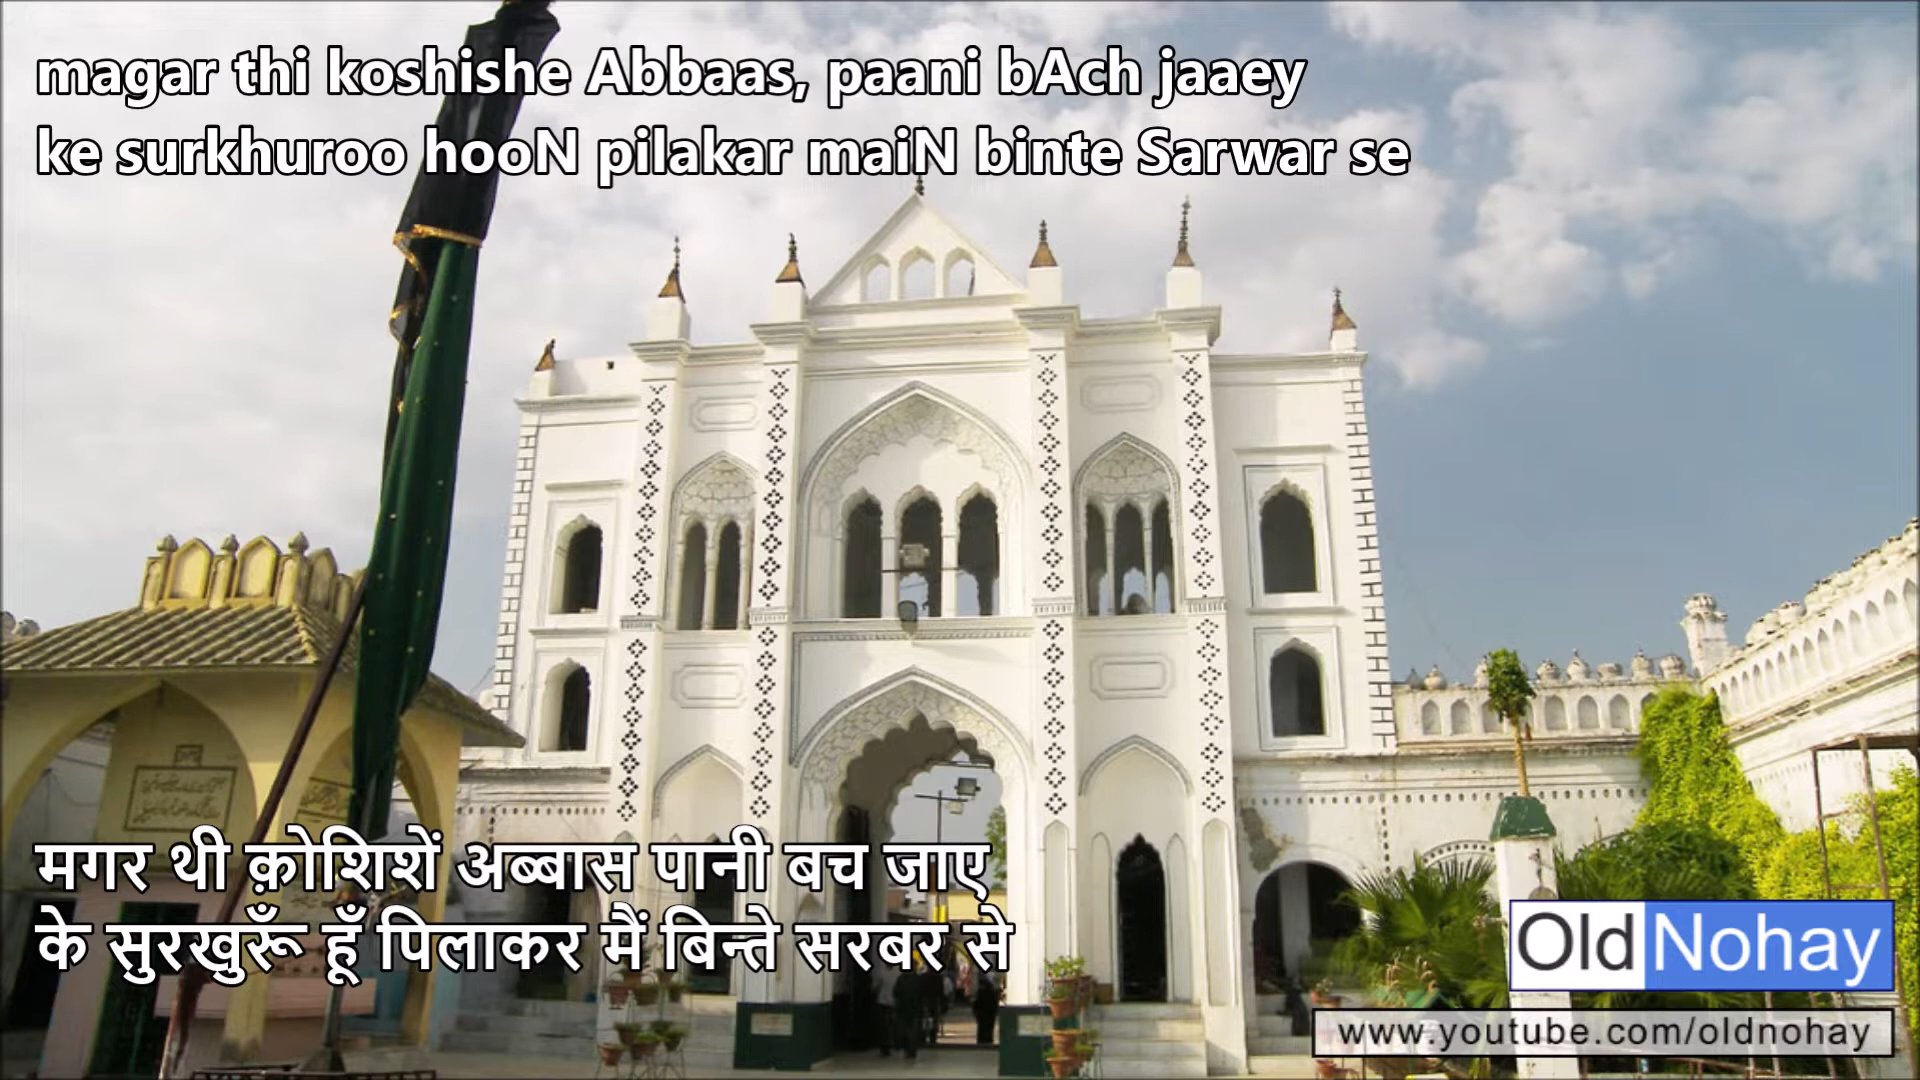 magar thi koshishe Abbaas, paani bAch jaaey
ke surkhuroo hooN pilakar maiN binte Sarwar se
मगर थी क़ोशिशें अब्बास पानी बच जाए
के सुरखुरूँ हूँ पिलाकर मैं बिन्ते सरबर से
OldNohay
www.youtube.com/oldnohay